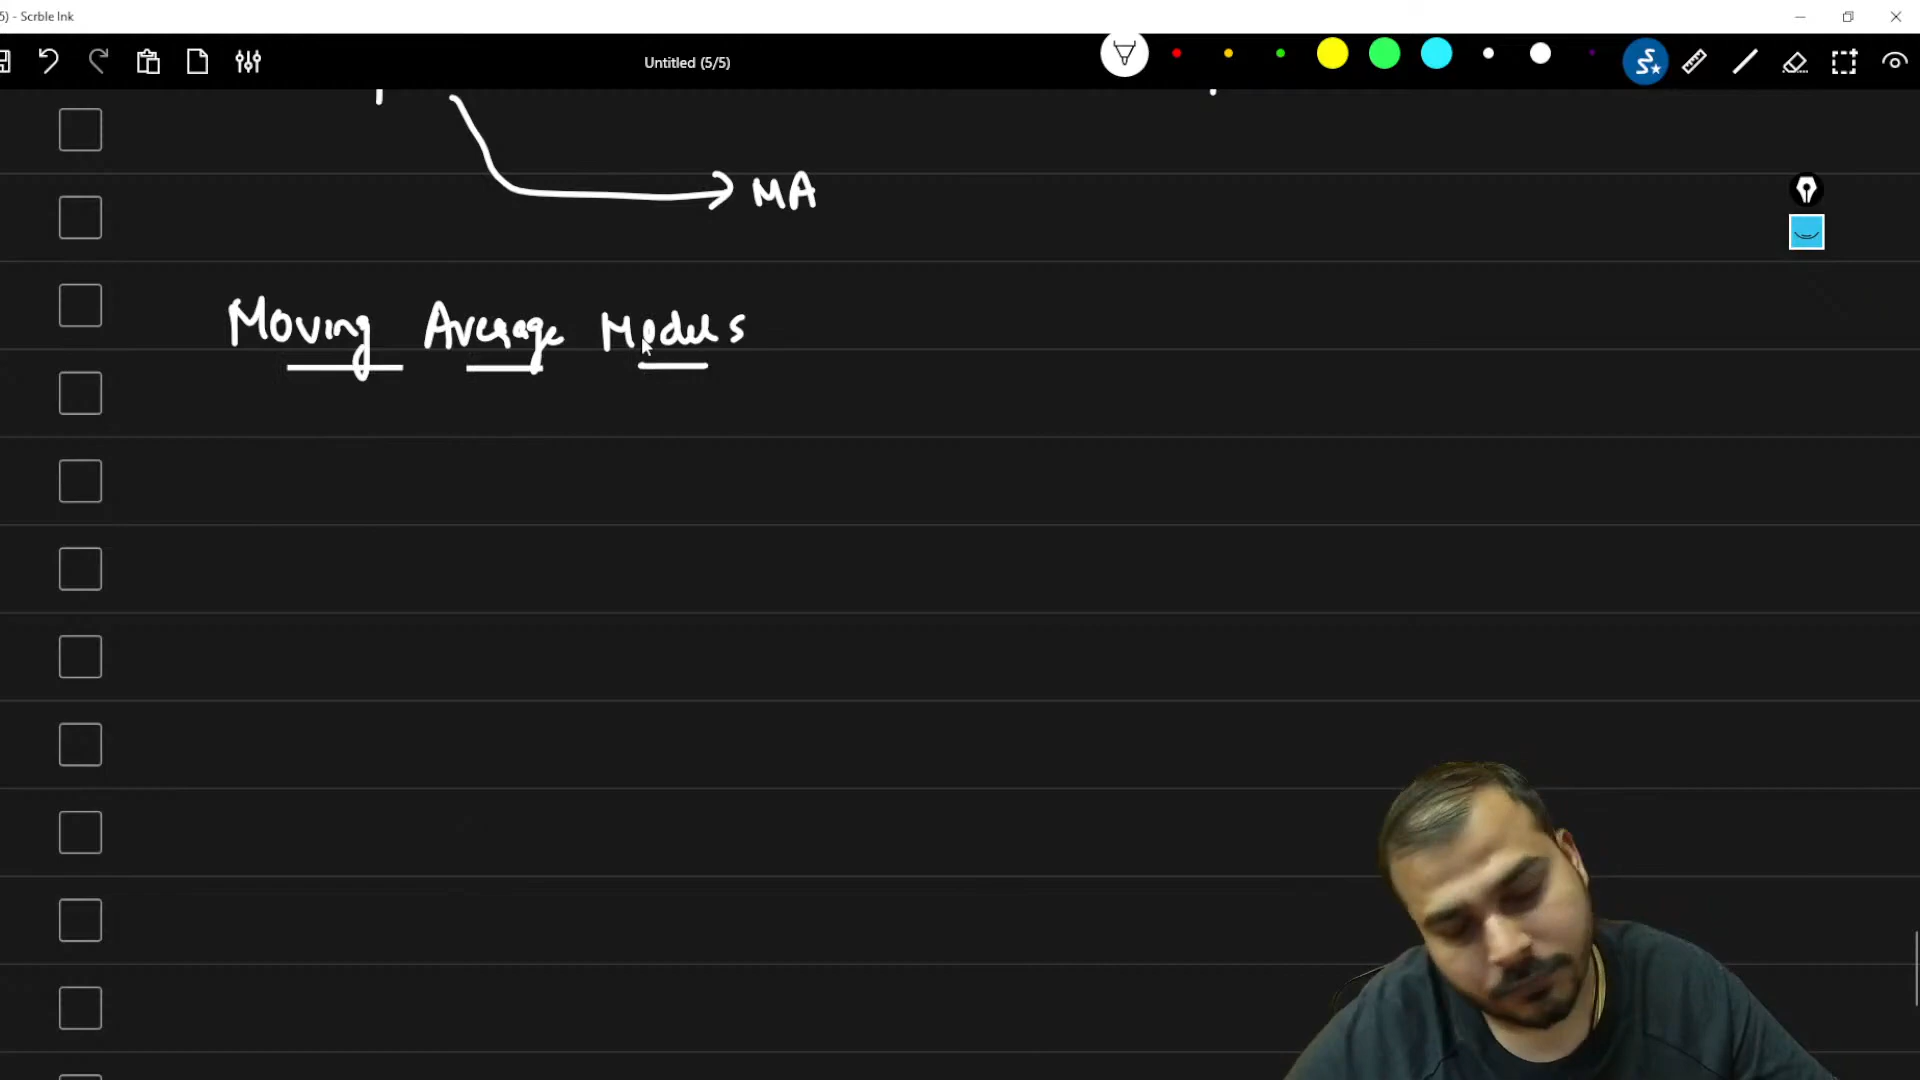 5) - Scrble Ink
Untitled (5/5)
MA
Moving Average Models